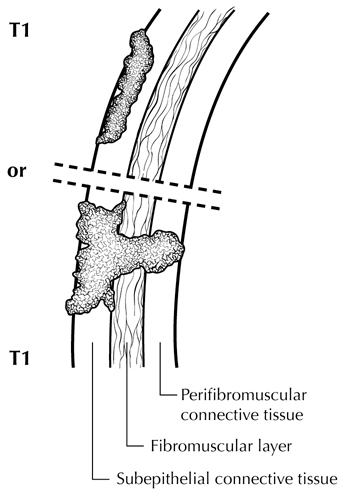 T1
or
T1
Perifibromuscular
connective tissue
Fibromuscular layer
Subepithelial connective tissue